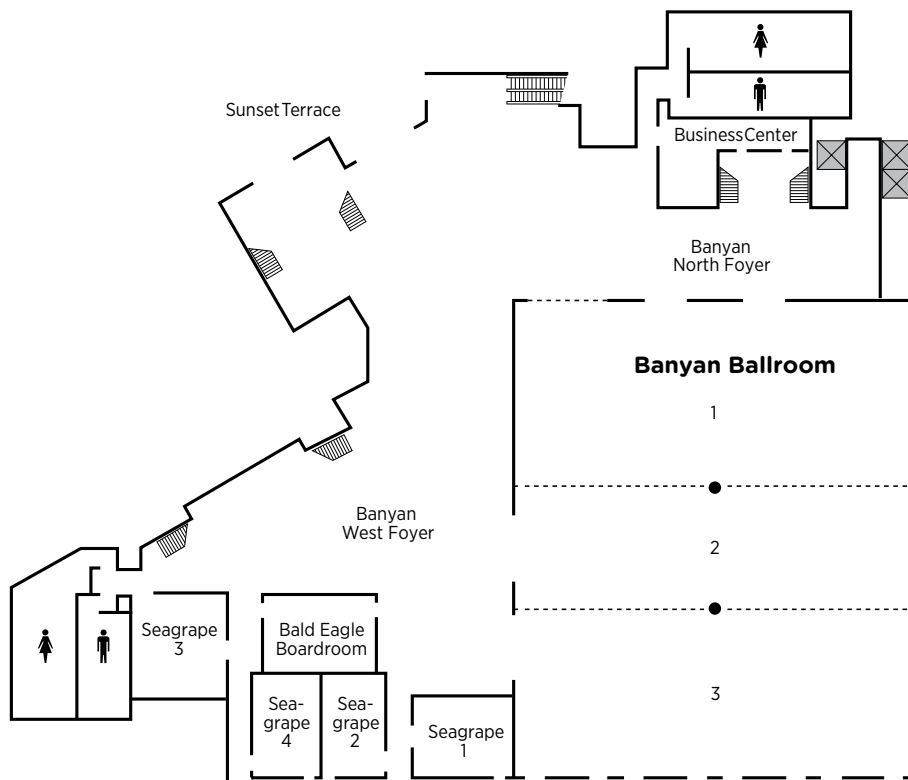 Sunset Terrace
Business Center
Banyan
North Foyer
Banyan Ballroom
1
2
3
Banyan
West Foyer
Seagrape
3
Bald Eagle
Boardroom
Sea-
grape
4
Sea-
grape
2
Seagrape
1